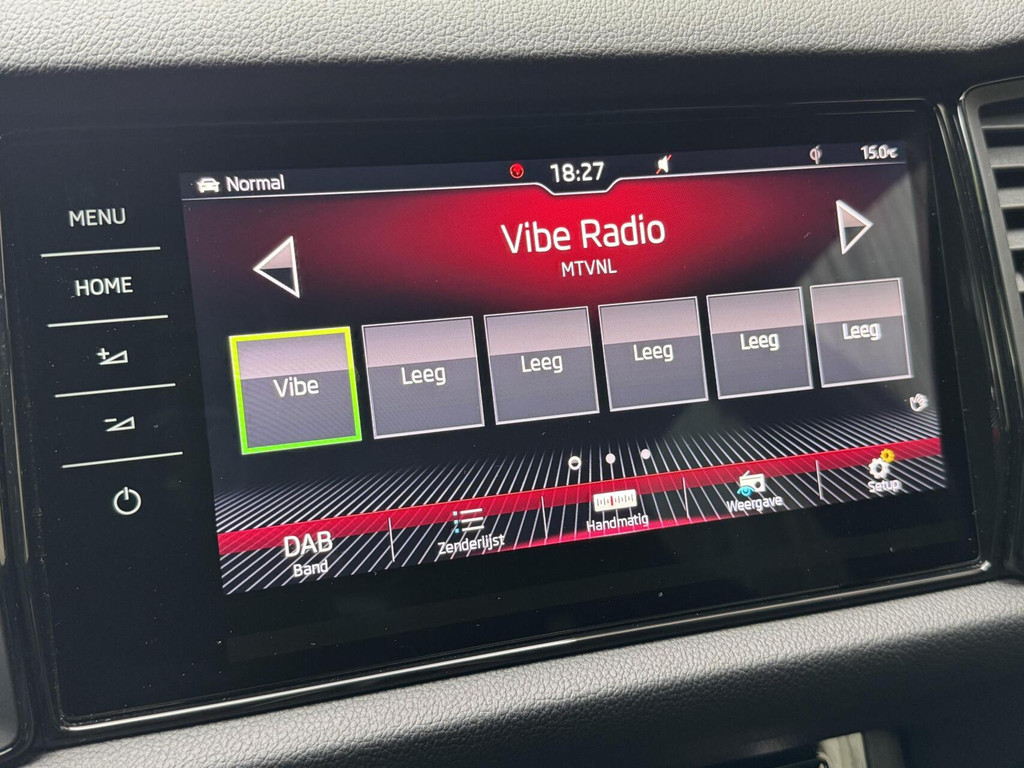 MENU
HOME
Normal
18:27
15.0°C
Vibe Radio
MTVNL
Vibe
Leeg
Leeg
Leeg
Leeg
Leeg
DAB
Band
Zenderlijst
Handmatig
Weergave
Setup